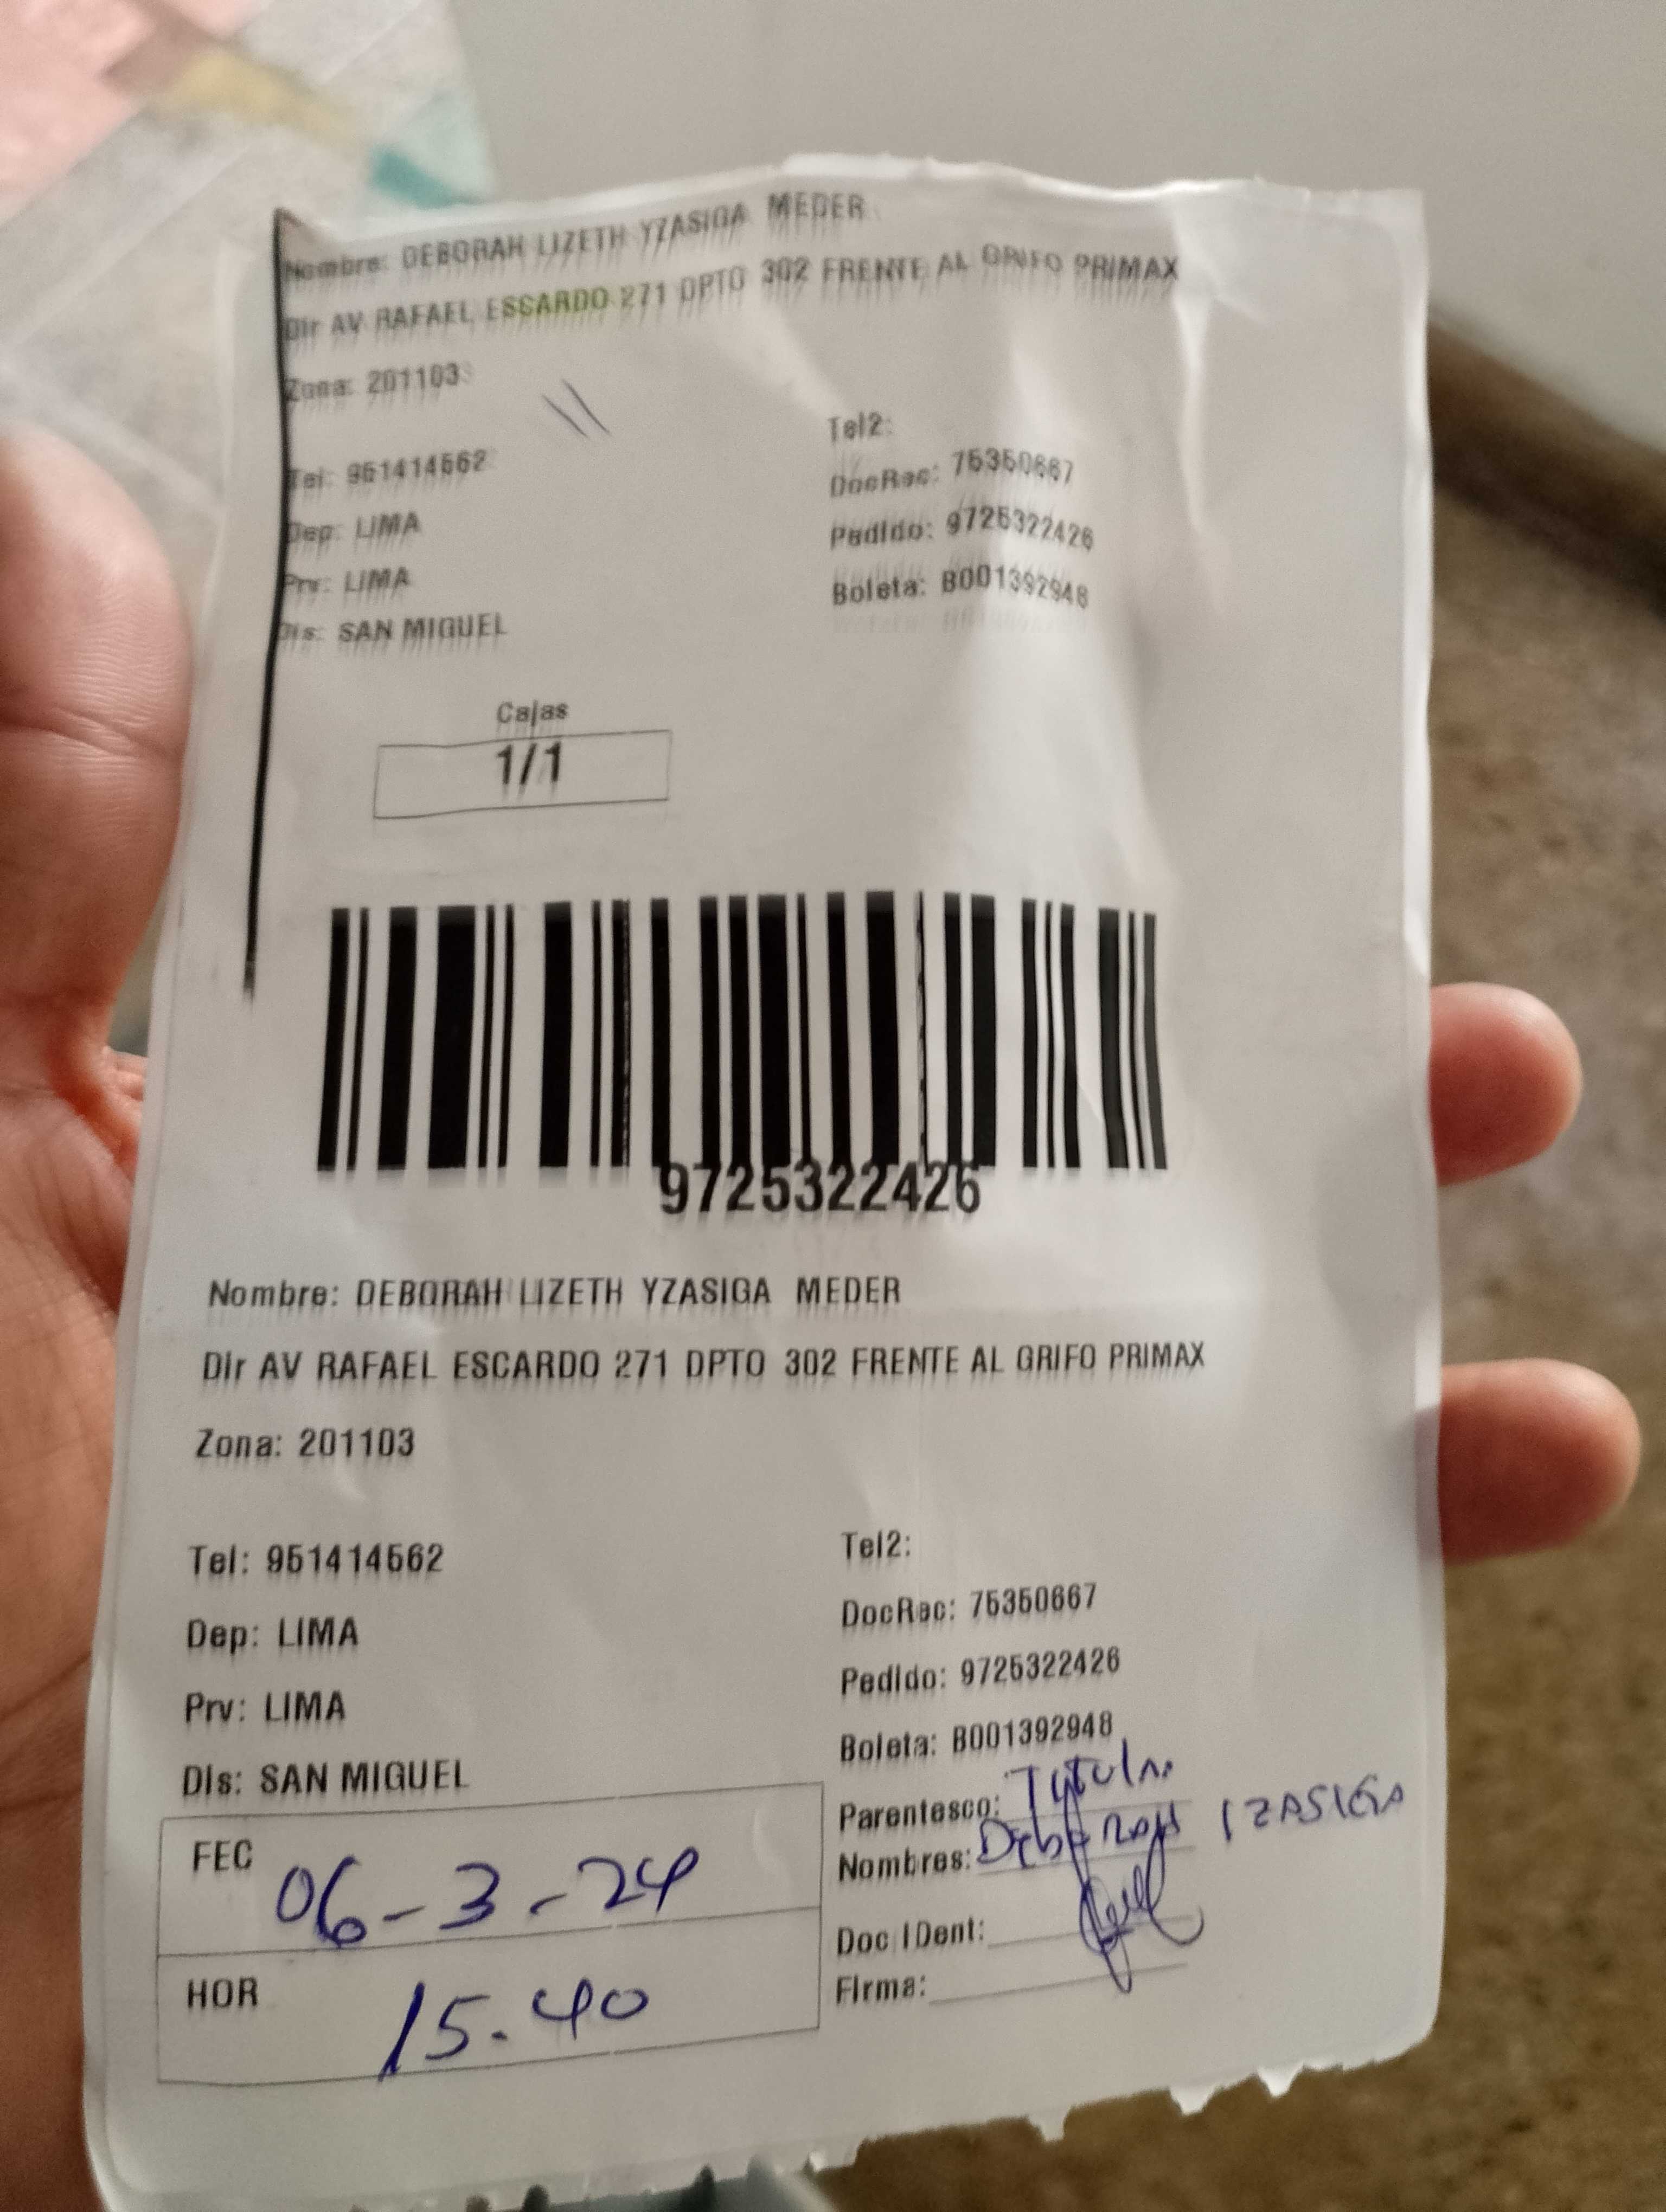 Nombre: DEBORAH LIZETH YZASIGA MEDER
Dir AV RAFAEL ESCARDO 271 DPTO 302 FRENTE AL GRIFO PRIMAX
Zona: 201103
Tel: 951414562
Tel2:
DocRec: 75350667
Dep: LIMA
Pedido: 9725322426
Prv: LIMA
Boleta: B001392948
Dis: SAN MIGUEL
Cajas
1/1
9725322426
Nombre: DEBORAH LIZETH YZASIGA MEDER
Dir AV RAFAEL ESCARDO 271 DPTO 302 FRENTE AL GRIFO PRIMAX
Zona: 201103
Tel: 951414562
Tel2:
DocRec: 75350667
Dep: LIMA
Pedido: 9725322426
Prv: LIMA
Boleta: B001392948
Dis: SAN MIGUEL
Parentesco:
Nombres: Deborah IZASIGA
FEC 06-3-24
Doc IDent:
HOR 15.40
Firma: